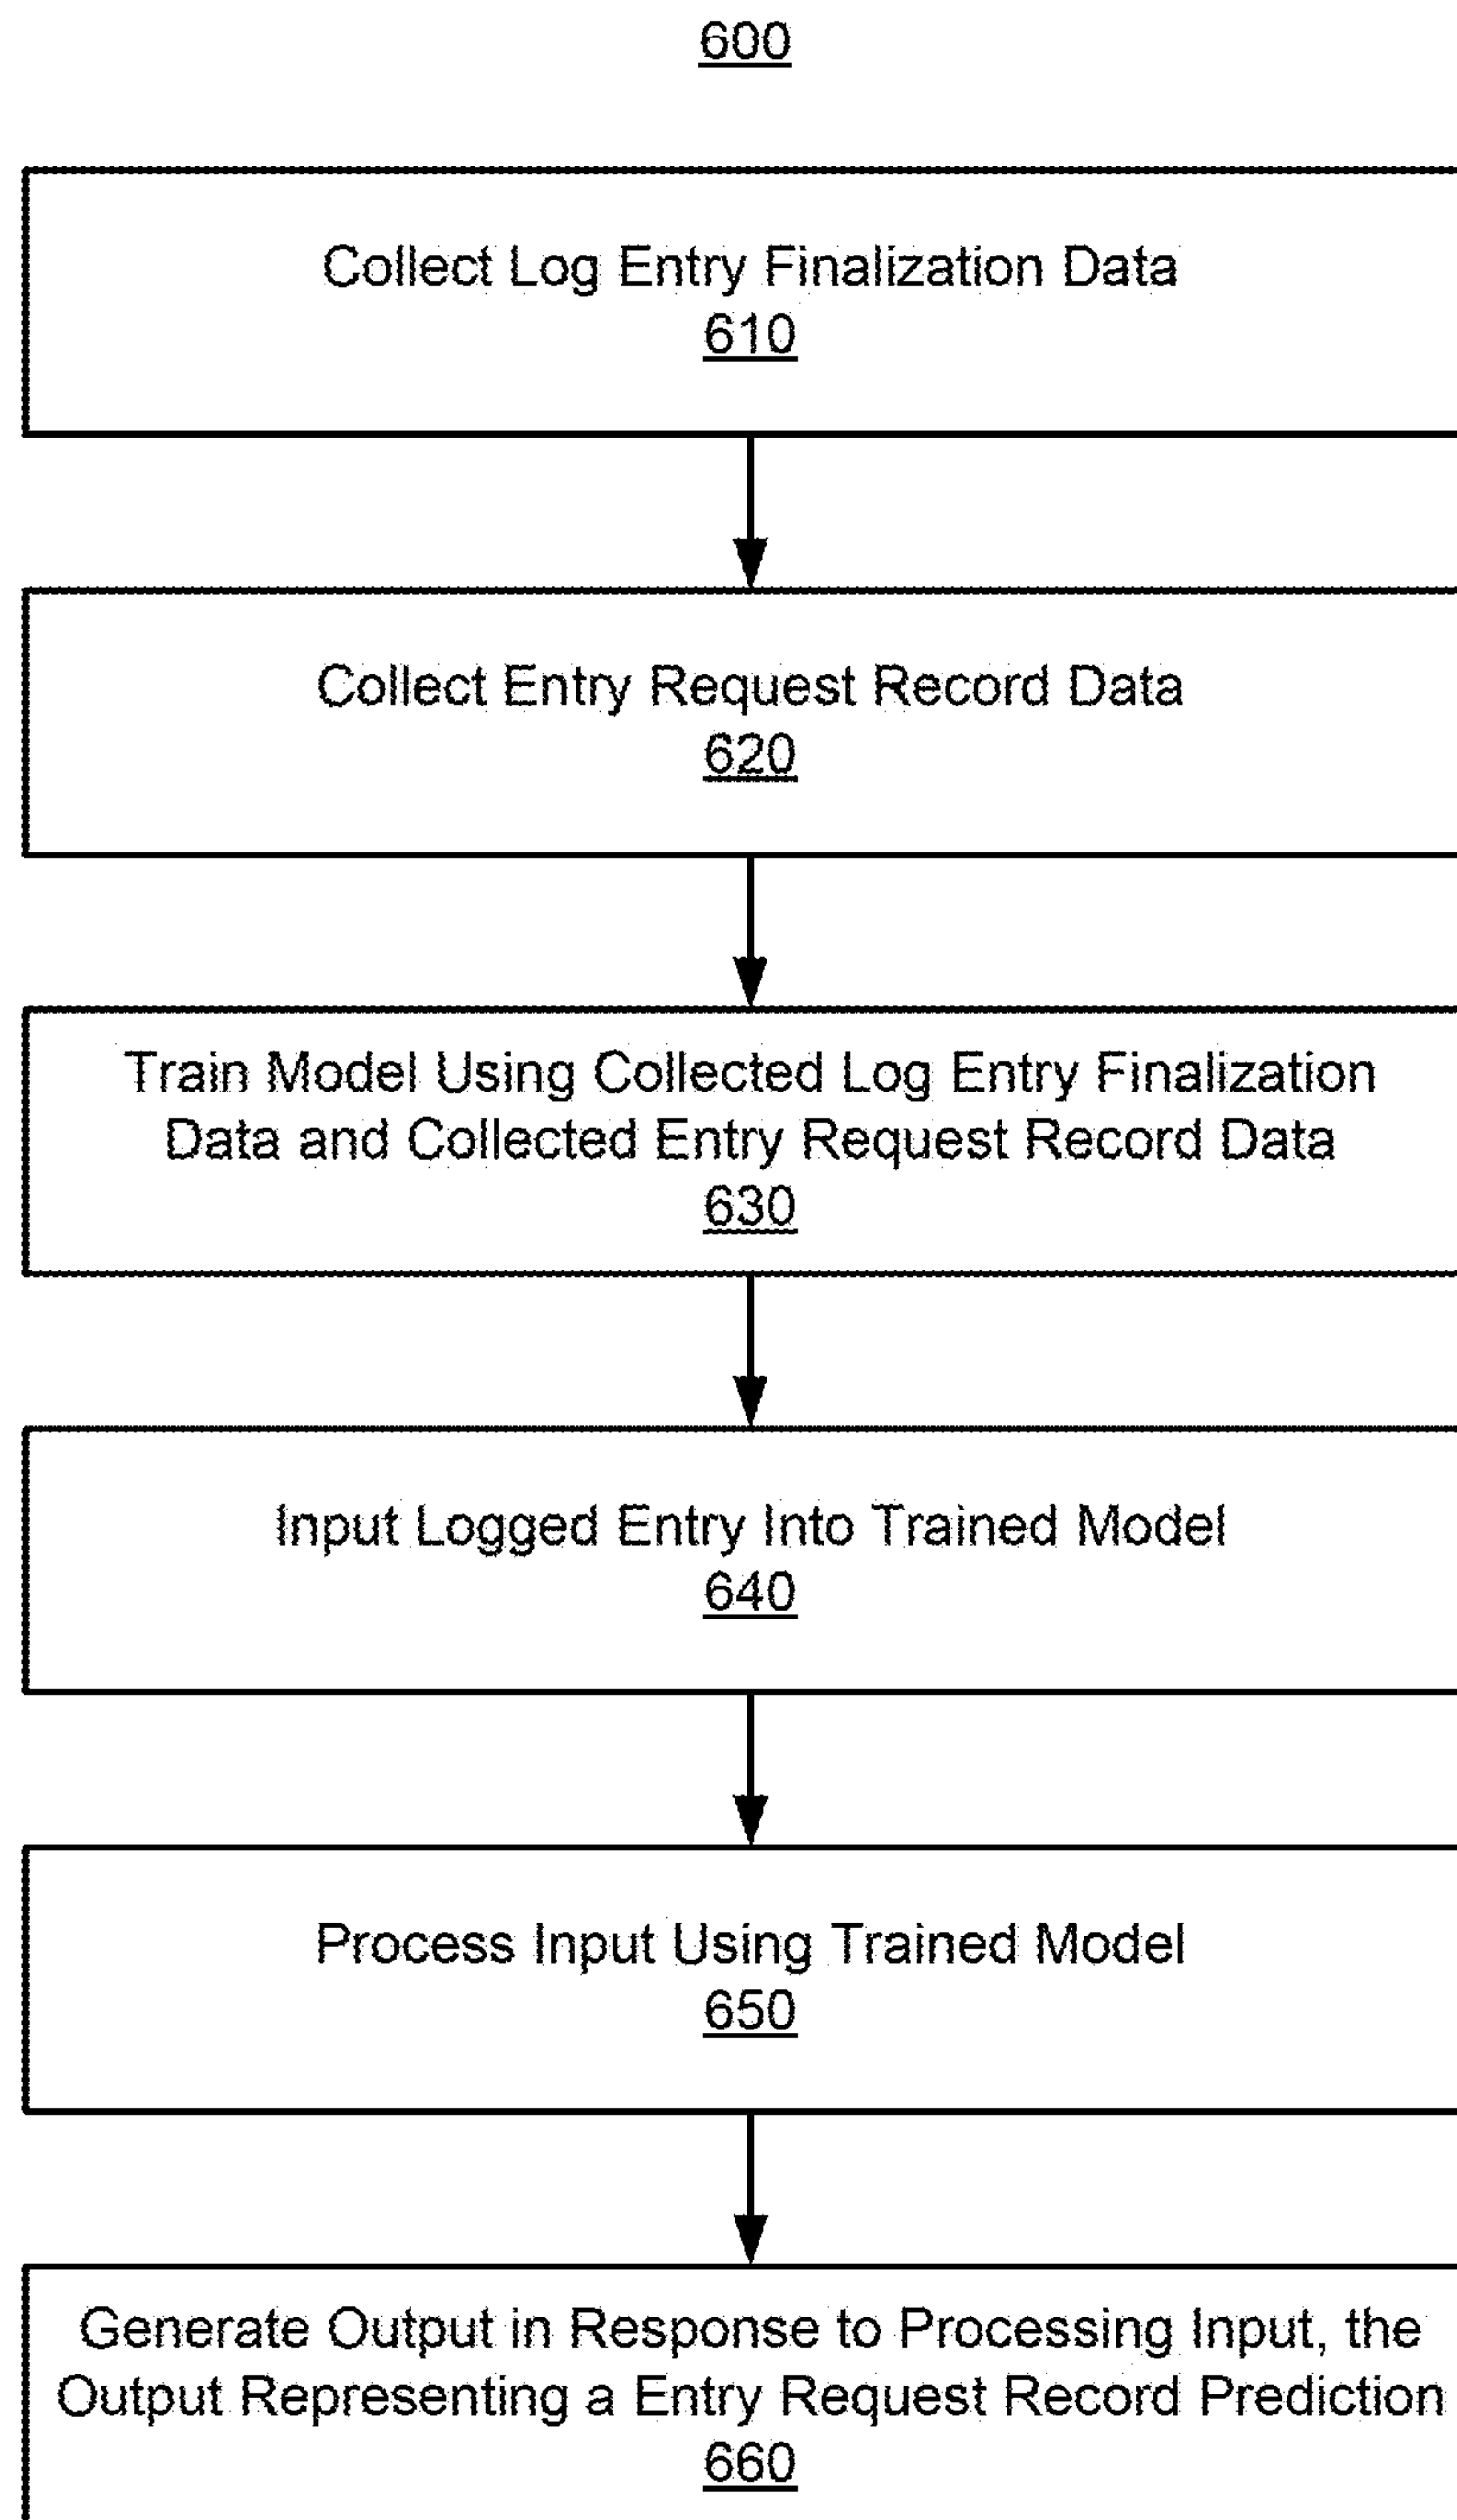 600
Collect Log Entry Finalization Data
610
Collect Entry Request Record Data
620
Train Model Using Collected Log Entry Finalization
Data and Collected Entry Request Record Data
630
Input Logged Entry Into Trained Model
640
Process Input Using Trained Model
650
Generate Output in Response to Processing Input, the
Output Representing a Entry Request Record Prediction
660